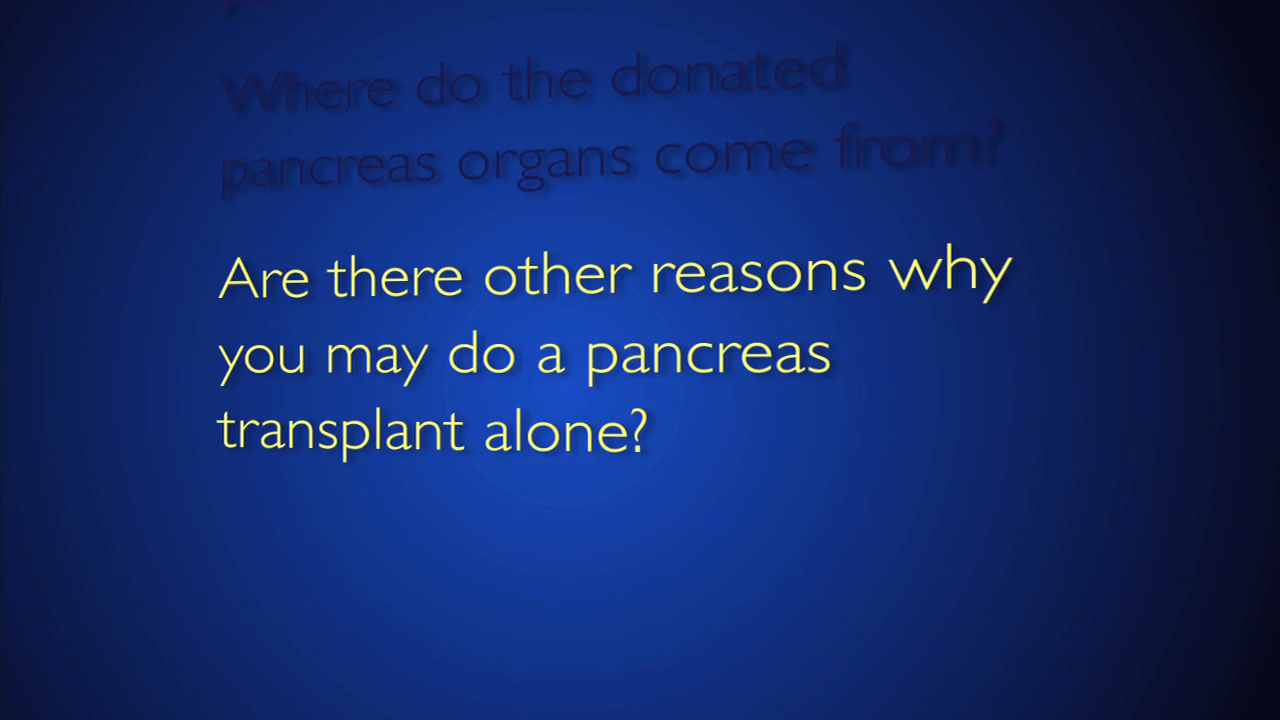 Where do the donated
pancreas organs come from?
Are there other reasons why
you may do a pancreas
transplant alone?